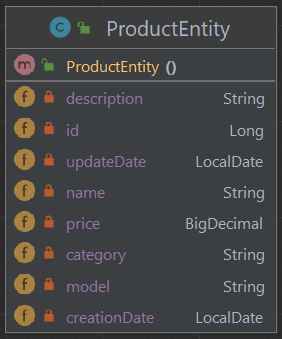 C ProductEntity
m ProductEntity ()
f description String
f id Long
f updateDate LocalDate
f name String
f price BigDecimal
f category String
f model String
f creationDate LocalDate